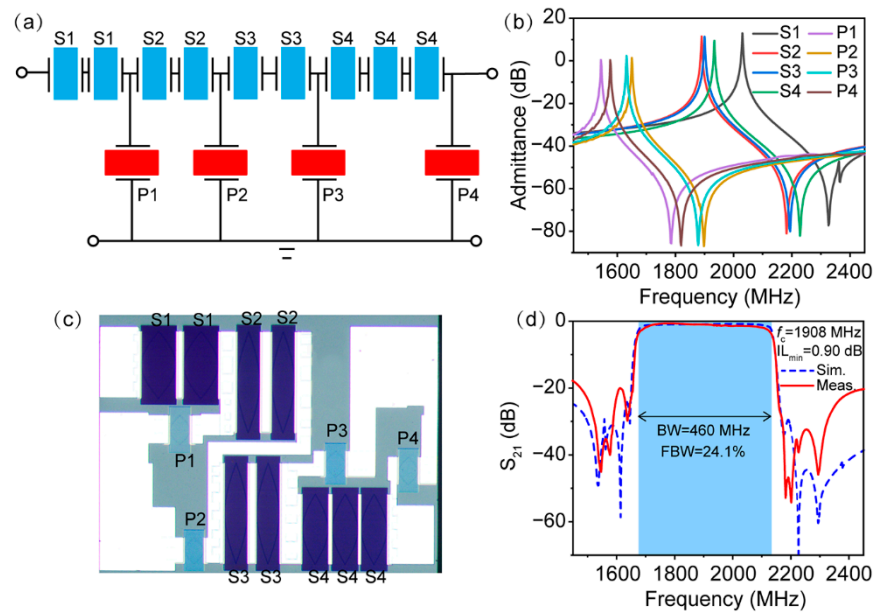 (a)
S1 S1 S2 S2 S3 S3 S4 S4 S4
P1 P2 P3 P4
(b)
Admittance (dB)
20
0
−20
−40
−60
−80
S1 P1
S2 P2
S3 P3
S4 P4
1600 1800 2000 2200 2400
Frequency (MHz)
(c)
S1 S1 S2 S2
P1
P3
P4
P2
S3 S3 S4 S4 S4
(d)
S21 (dB)
0
−20
−40
−60
fc=1908 MHz
ILmin=0.90 dB
Sim.
Meas.
BW=460 MHz
FBW=24.1%
1600 1800 2000 2200 2400
Frequency (MHz)